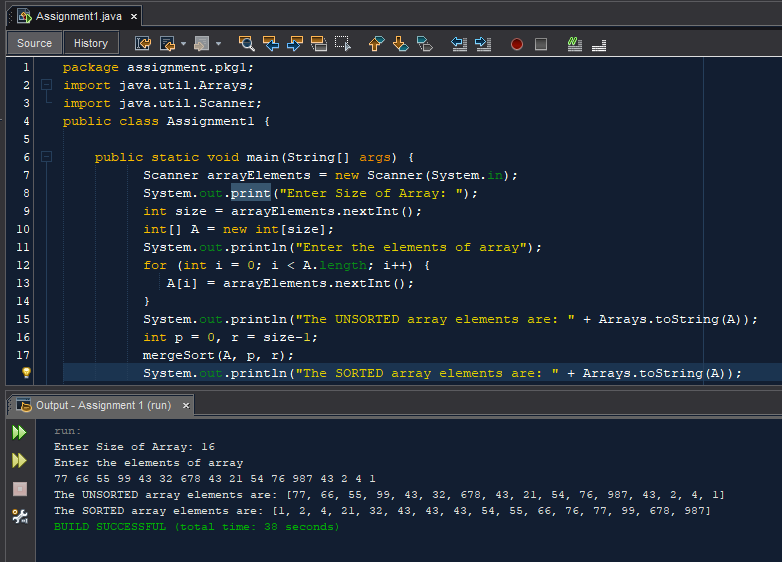 Assignment1.java ×
Source History
1 package assignment.pkg1;
2 import java.util.Arrays;
3 import java.util.Scanner;
4 public class Assignment1 {
5
6 public static void main(String[] args) {
7 Scanner arrayElements = new Scanner(System.in);
8 System.out.print("Enter Size of Array: ");
9 int size = arrayElements.nextInt();
10 int[] A = new int[size];
11 System.out.println("Enter the elements of array");
12 for (int i = 0; i < A.length; i++) {
13 A[i] = arrayElements.nextInt();
14 }
15 System.out.println("The UNSORTED array elements are: " + Arrays.toString(A));
16 int p = 0, r = size-1;
17 mergeSort(A, p, r);
System.out.println("The SORTED array elements are: " + Arrays.toString(A));
Output - Assignment 1 (run) ×
run:
Enter Size of Array: 16
Enter the elements of array
77 66 55 99 43 32 678 43 21 54 76 987 43 2 4 1
The UNSORTED array elements are: [77, 66, 55, 99, 43, 32, 678, 43, 21, 54, 76, 987, 43, 2, 4, 1]
The SORTED array elements are: [1, 2, 4, 21, 32, 43, 43, 43, 54, 55, 66, 76, 77, 99, 678, 987]
BUILD SUCCESSFUL (total time: 38 seconds)